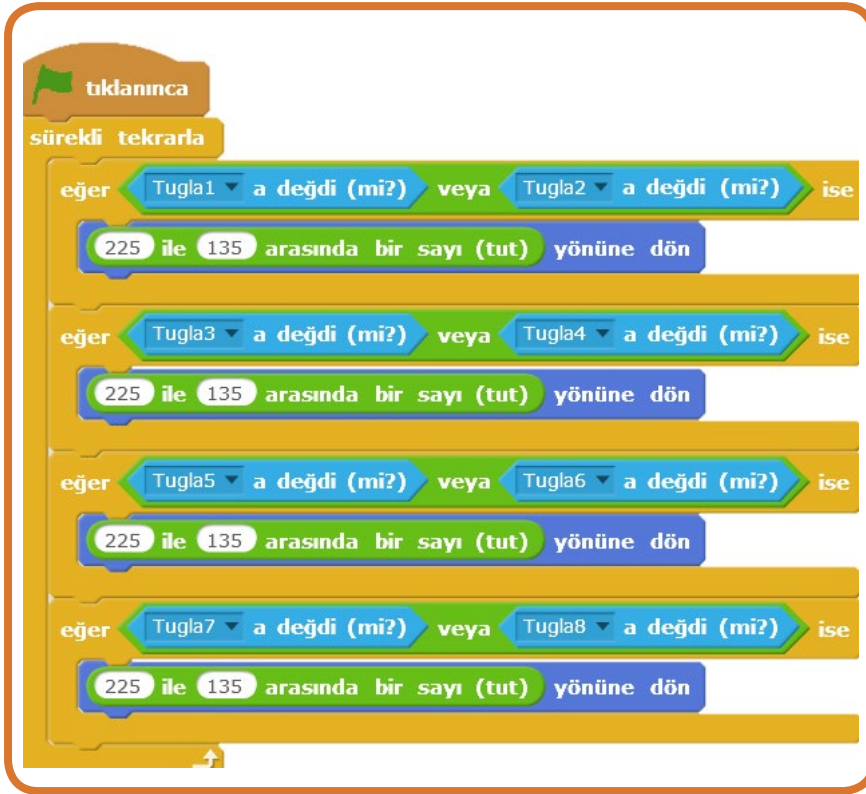 tıklanınca
sürekli tekrarla
eğer Tugla1 a değdi (mi?) veya Tugla2 a değdi (mi?) ise
225 ile 135 arasında bir sayı (tut) yönüne dön
eğer Tugla3 a değdi (mi?) veya Tugla4 a değdi (mi?) ise
225 ile 135 arasında bir sayı (tut) yönüne dön
eğer Tugla5 a değdi (mi?) veya Tugla6 a değdi (mi?) ise
225 ile 135 arasında bir sayı (tut) yönüne dön
eğer Tugla7 a değdi (mi?) veya Tugla8 a değdi (mi?) ise
225 ile 135 arasında bir sayı (tut) yönüne dön